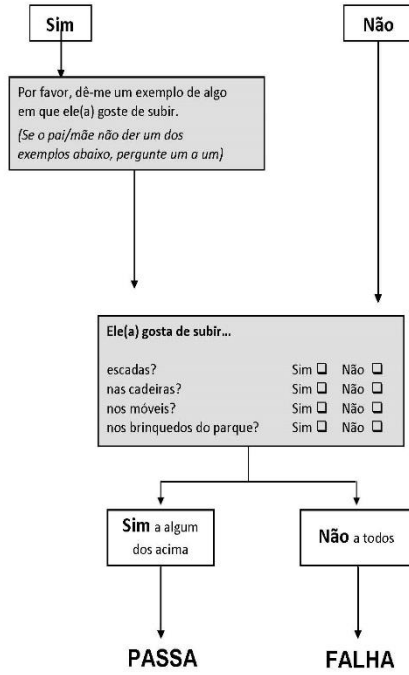 Sim
Não
Por favor, dê-me um exemplo de algo
em que ele(a) goste de subir.
(Se o pai/mãe não der um dos
exemplos abaixo, pergunte um a um)
Ele(a) gosta de subir...
escadas? Sim ❑ Não ❑
nas cadeiras? Sim ❑ Não ❑
nos móveis? Sim ❑ Não ❑
nos brinquedos do parque? Sim ❑ Não ❑
Sim a algum
dos acima
Não a todos
PASSA
FALHA